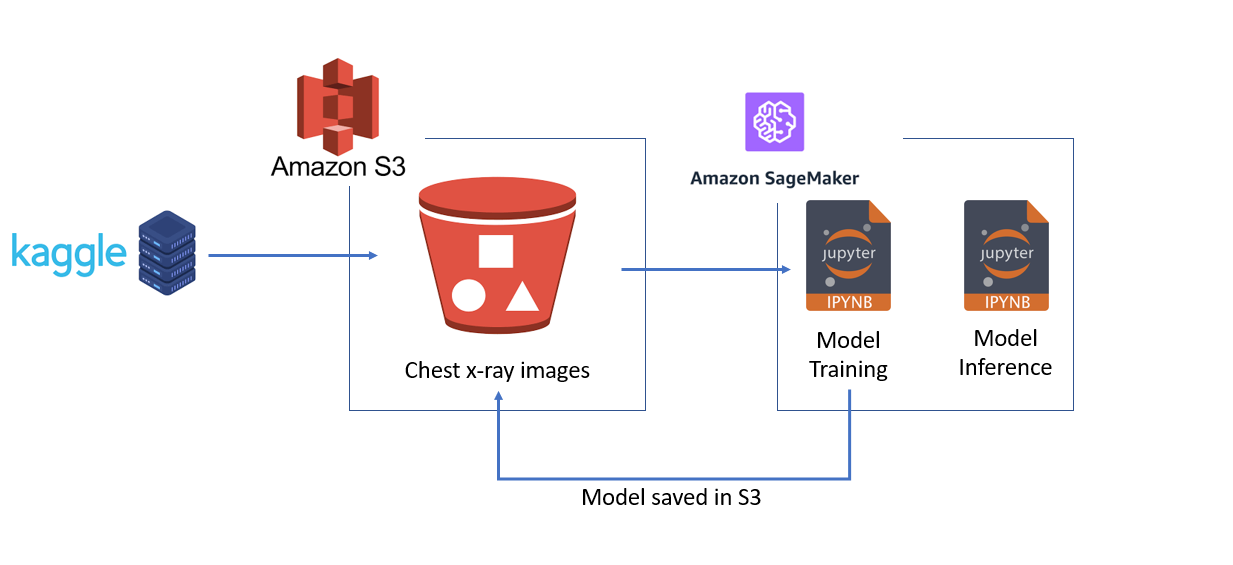 Amazon S3
kaggle
Chest x-ray images
Amazon SageMaker
jupyter
IPYNB
Model
Training
jupyter
IPYNB
Model
Inference
Model saved in S3